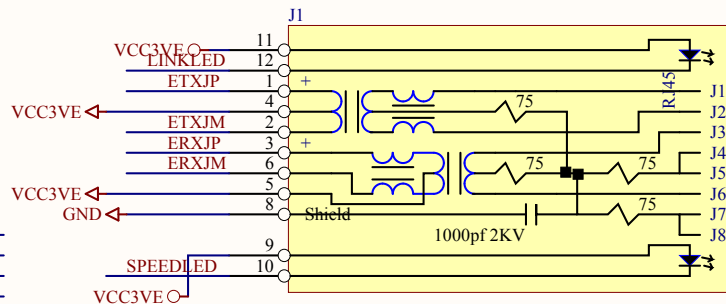 J1
VCC3VE
11
LINKLED
12
ETXJP
1
+
J1
VCC3VE
4
75
J2
ETXJM
2
J3
ERXJP
3
+
J4
ERXJM
6
75
75
J5
VCC3VE
5
J6
GND
8
Shield
75
J7
1000pf 2KV
J8
9
SPEEDLED
10
VCC3VE
RJ45